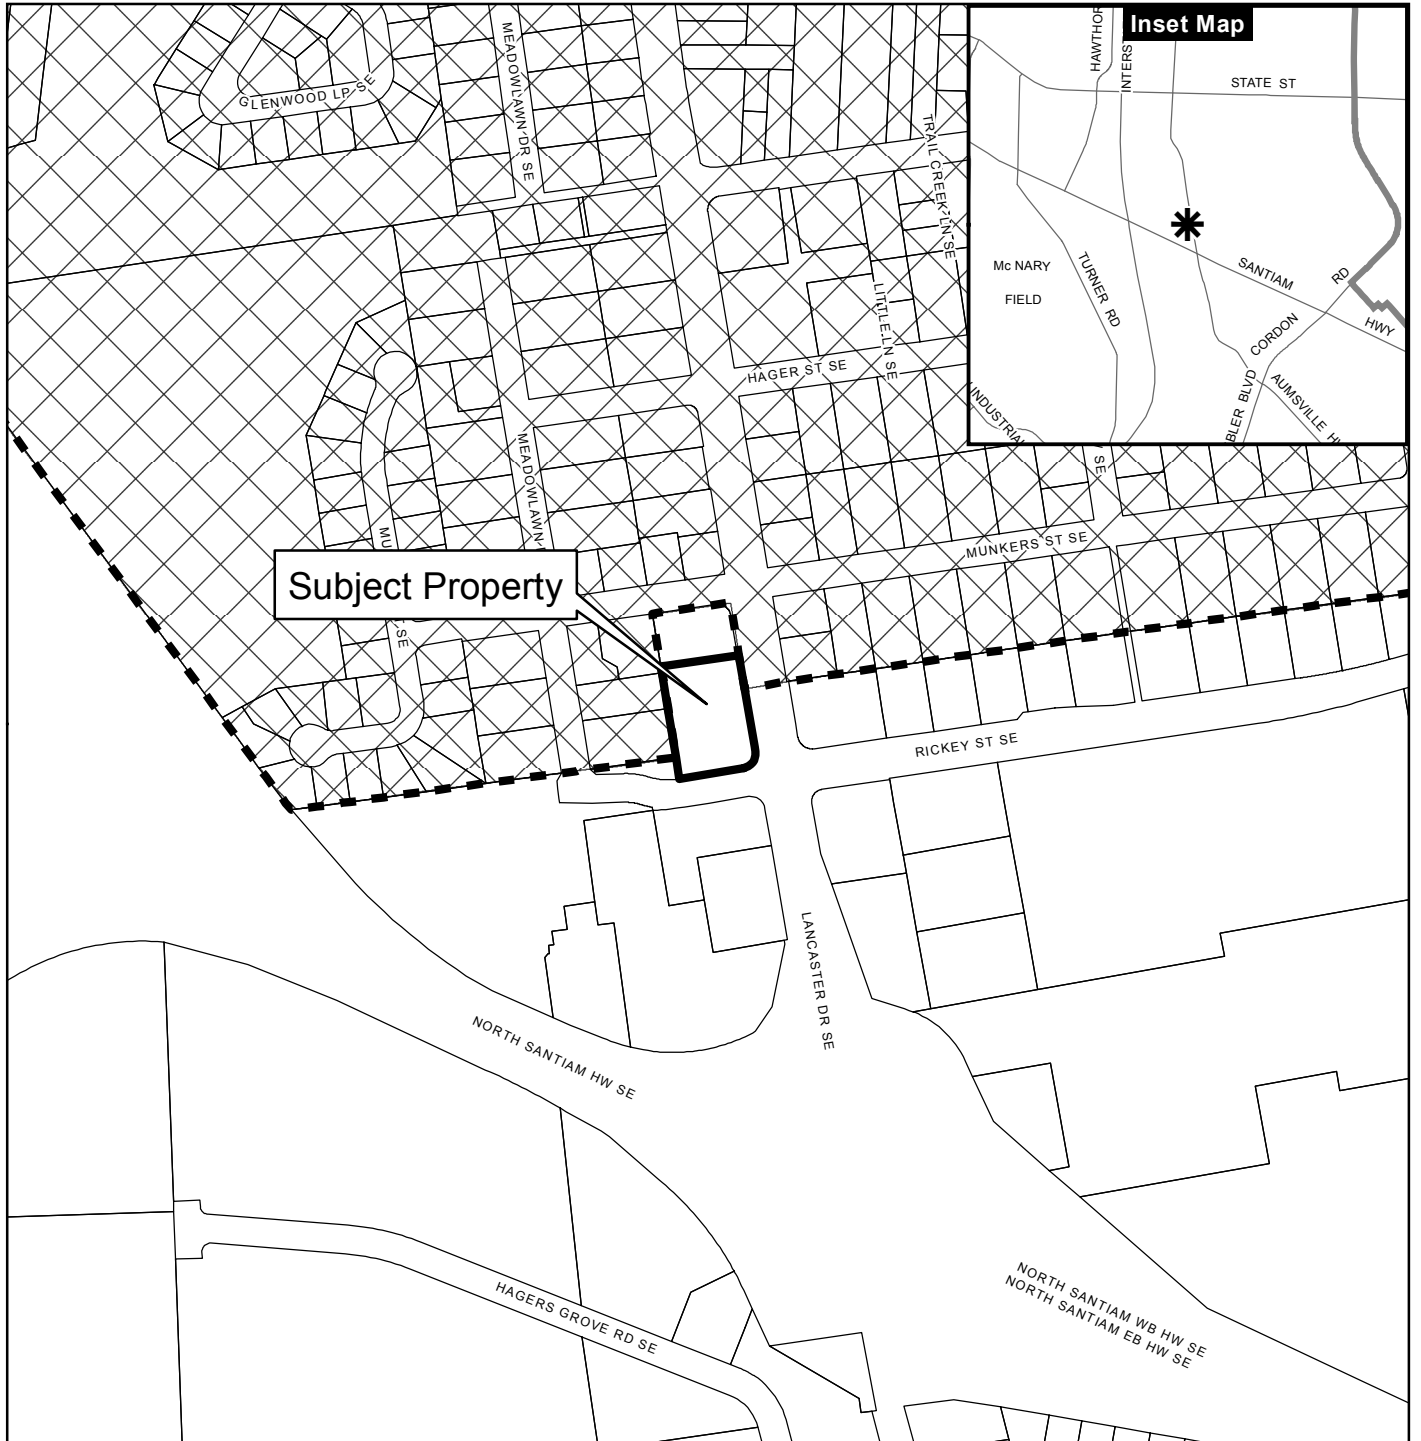 Inset Map
HAWTHOR
INTERST
STATE ST
Mc NARY
FIELD
TURNER RD
SANTIAM
RD
HWY
CORDON
BLER BLVD
AUMSVILLE H
INDUSTRIAL
GLENWOOD LP SE
MEADOWLAWN DR SE
TRAIL CREEK LN SE
LITTLE LN SE
HAGER ST SE
MEADOWLAWN
SE
MUNKERS ST SE
MU
T SE
Subject Property
RICKEY ST SE
LANCASTER DR SE
NORTH SANTIAM HW SE
HAGERS GROVE RD SE
NORTH SANTIAM WB HW SE
NORTH SANTIAM EB HW SE